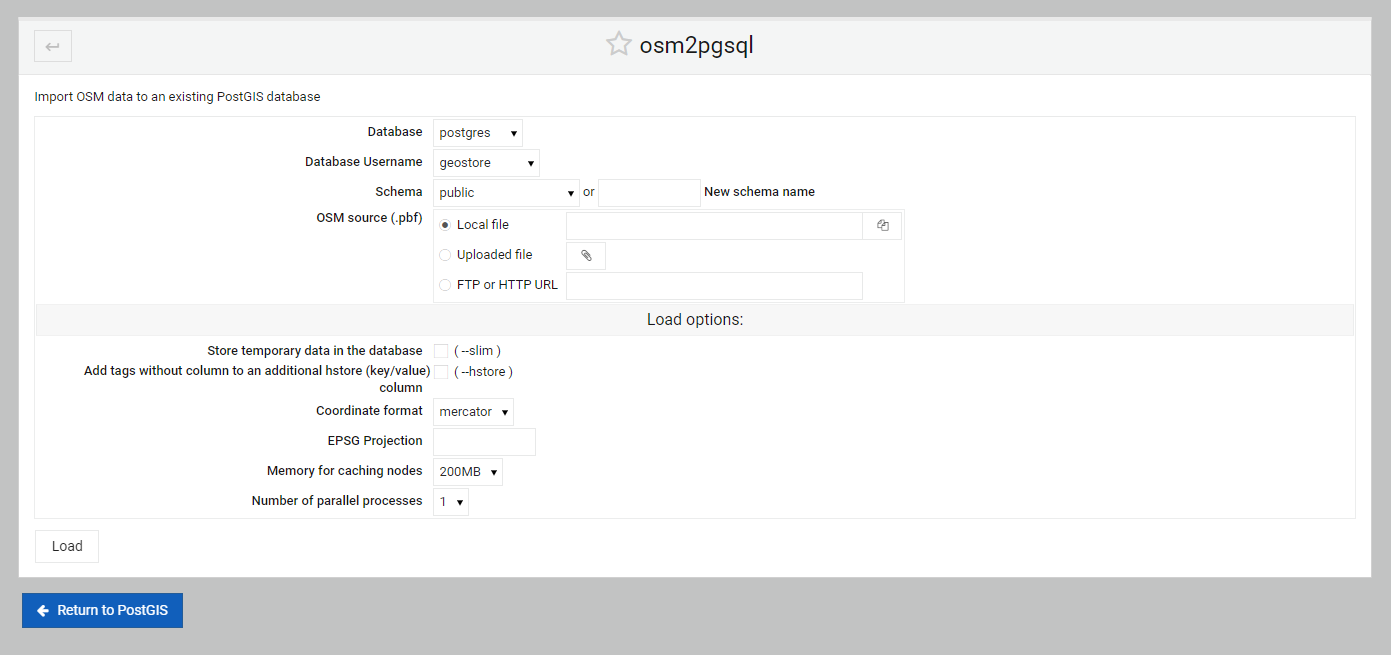 osm2pgsql
Import OSM data to an existing PostGIS database
Database postgres
Database Username geostore
Schema public or New schema name
OSM source (.pbf) Local file
Uploaded file
FTP or HTTP URL
Load options:
Store temporary data in the database ( --slim )
Add tags without column to an additional hstore (key/value) ( --hstore )
column
Coordinate format mercator
EPSG Projection
Memory for caching nodes 200MB
Number of parallel processes 1
Load
Return to PostGIS